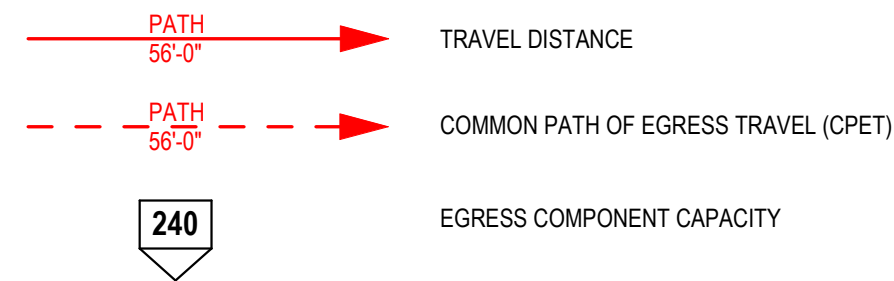 PATH
56'-0"
TRAVEL DISTANCE
PATH
56'-0"
COMMON PATH OF EGRESS TRAVEL (CPET)
240
EGRESS COMPONENT CAPACITY